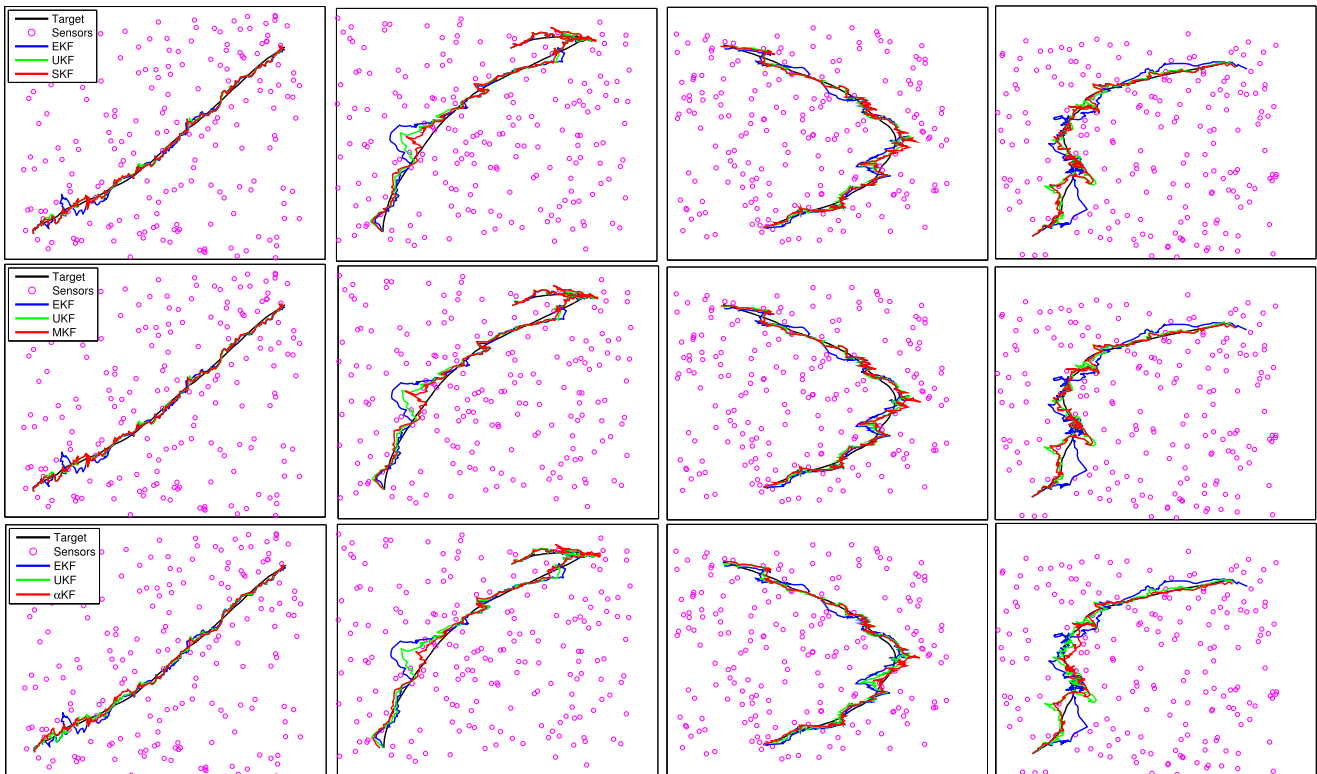 Target
Sensors
EKF
UKF
SKF
Target
Sensors
EKF
UKF
MKF
Target
Sensors
EKF
UKF
αKF